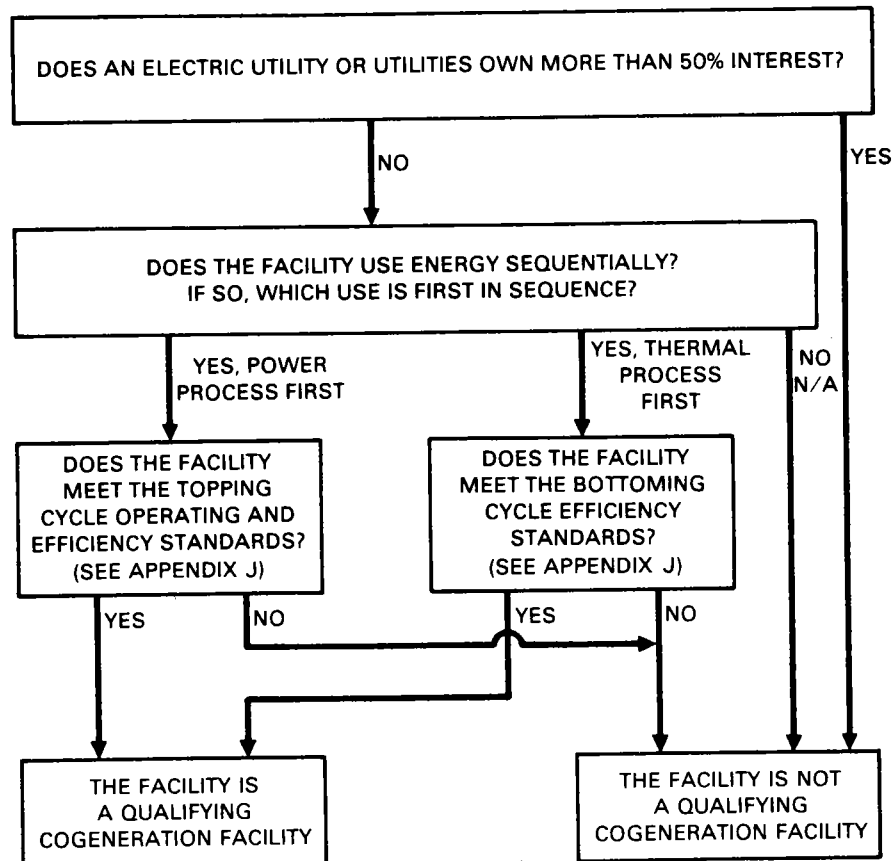 DOES AN ELECTRIC UTILITY OR UTILITIES OWN MORE THAN 50% INTEREST?
NO
YES
DOES THE FACILITY USE ENERGY SEQUENTIALLY?
IF SO, WHICH USE IS FIRST IN SEQUENCE?
YES, POWER
PROCESS FIRST
YES, THERMAL
PROCESS
FIRST
NO
N/A
DOES THE FACILITY
MEET THE TOPPING
CYCLE OPERATING AND
EFFICIENCY STANDARDS?
(SEE APPENDIX J)
DOES THE FACILITY
MEET THE BOTTOMING
CYCLE EFFICIENCY
STANDARDS?
(SEE APPENDIX J)
YES
NO
YES
NO
THE FACILITY IS
A QUALIFYING
COGENERATION FACILITY
THE FACILITY IS NOT
A QUALIFYING
COGENERATION FACILITY